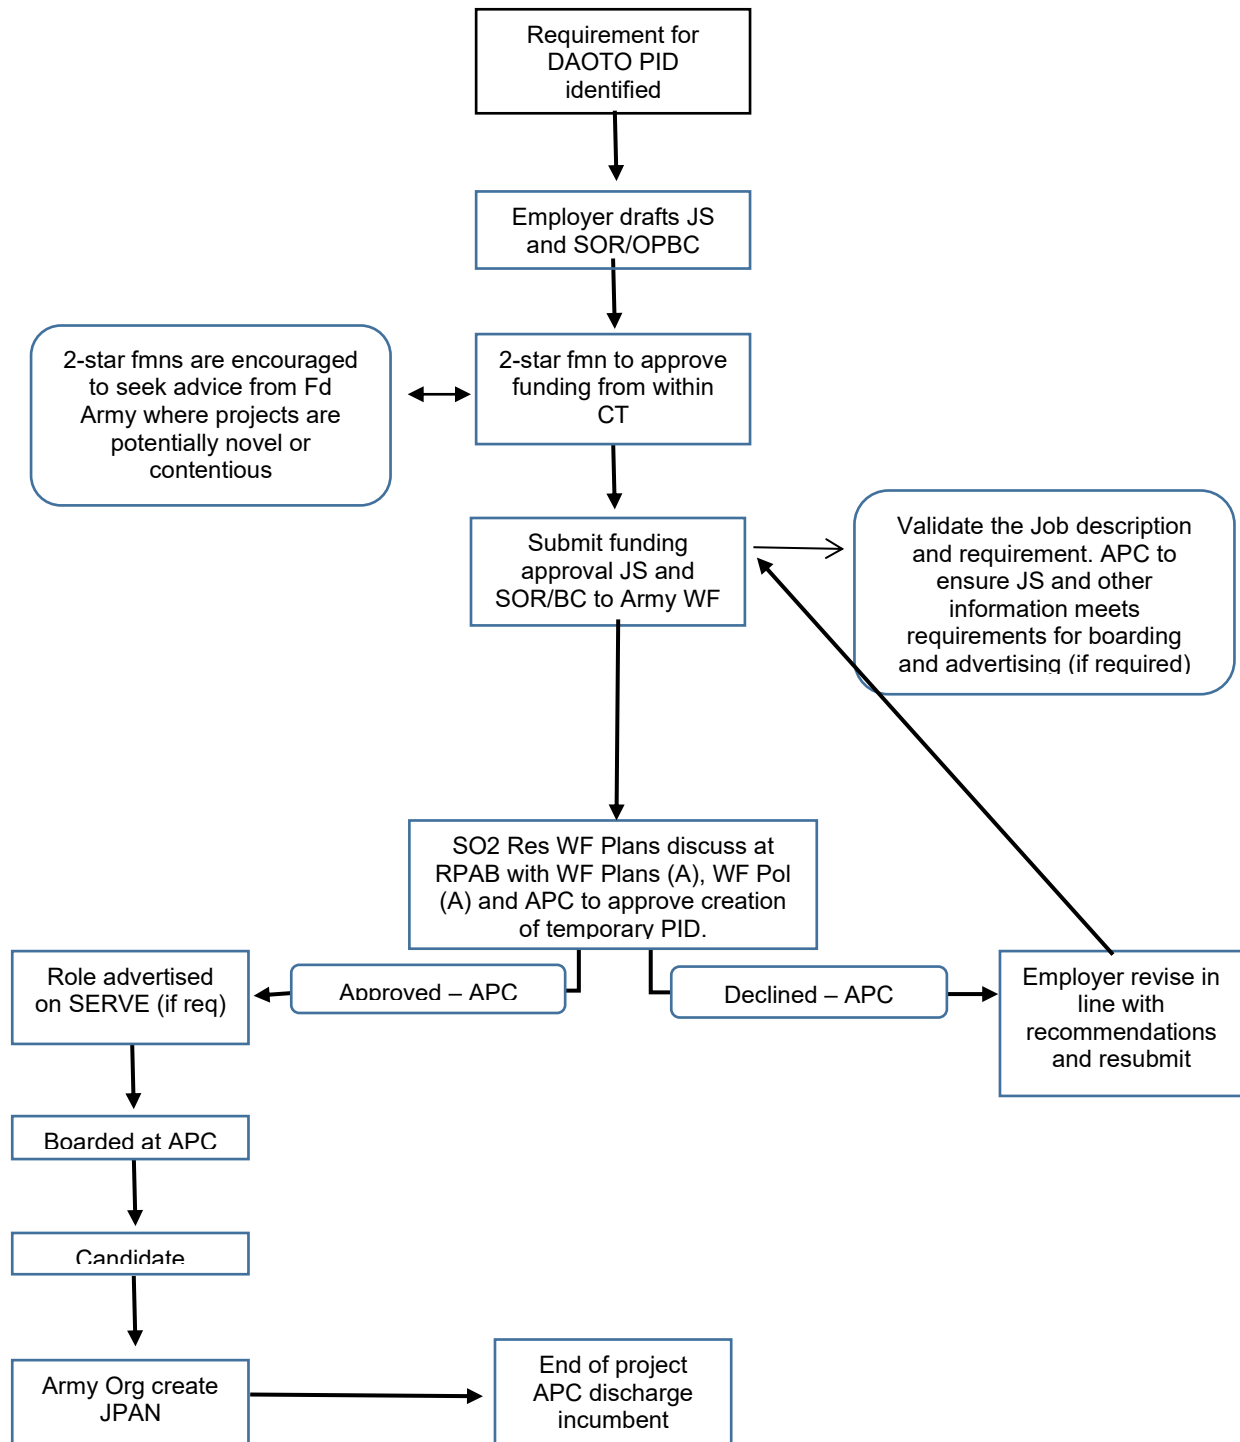 Requirement for
DAOTO PID
identified
Employer drafts JS
and SOR/OPBC
2-star fmns are encouraged
to seek advice from Fd
Army where projects are
potentially novel or
contentious
2-star fmn to approve
funding from within
CT
Submit funding
approval JS and
SOR/BC to Army WF
Validate the Job description
and requirement. APC to
ensure JS and other
information meets
requirements for boarding
and advertising (if required)
SO2 Res WF Plans discuss at
RPAB with WF Plans (A), WF Pol
(A) and APC to approve creation
of temporary PID.
Role advertised
on SERVE (if req)
Approved – APC
Declined – APC
Employer revise in
line with
recommendations
and resubmit
Boarded at APC
Candidate
Army Org create
JPAN
End of project
APC discharge
incumbent